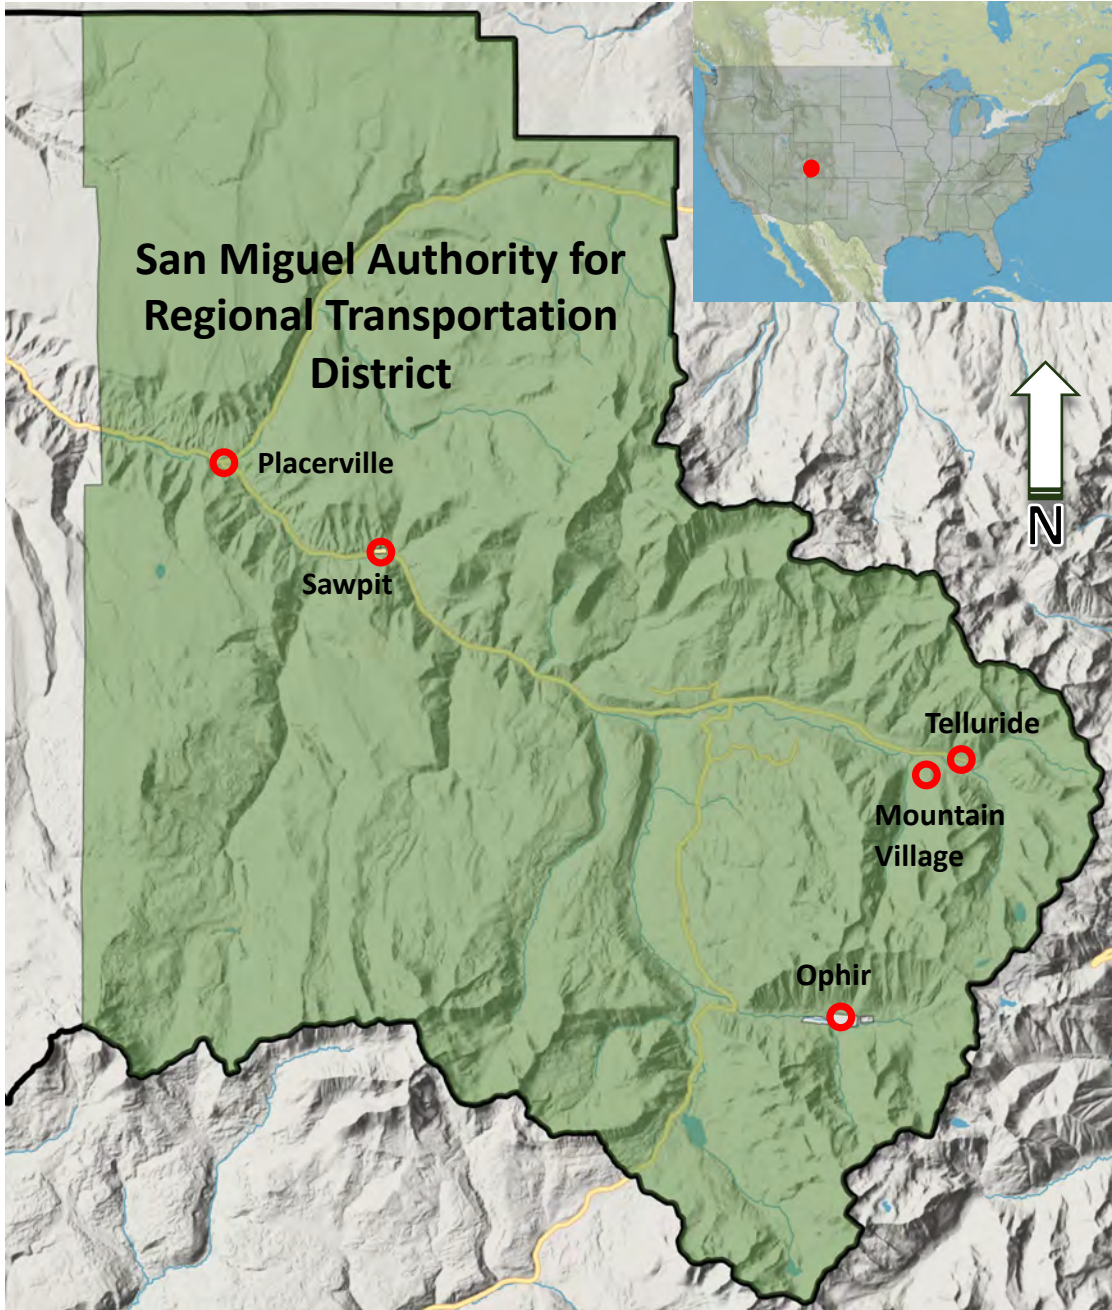 San Miguel Authority for
Regional Transportation
District
N
Placerville
Sawpit
Telluride
Mountain
Village
Ophir